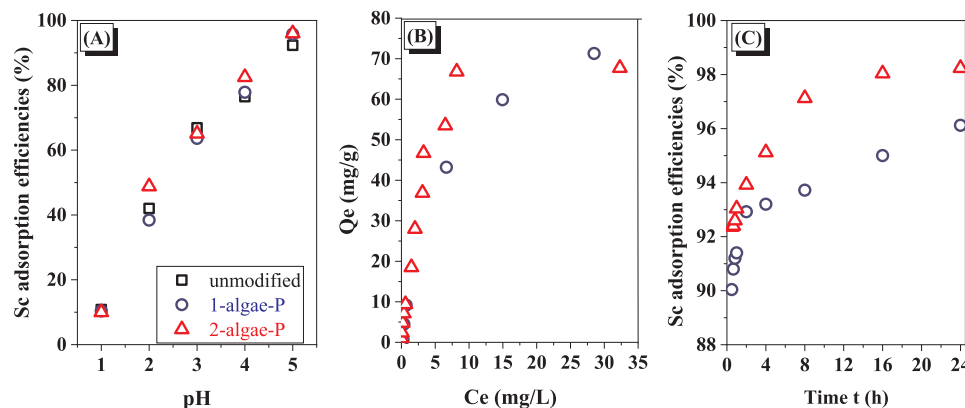 (A)
Sc adsorption efficiencies (%)
100
80
60
40
20
0
1 2 3 4 5
pH
unmodified
1-algae-P
2-algae-P
(B)
Qe (mg/g)
80
70
60
50
40
30
20
10
0
0 5 10 15 20 25 30 35
Ce (mg/L)
(C)
Sc adsorption efficiencies (%)
100
98
96
94
92
90
88
0 4 8 12 16 20 24
Time t (h)